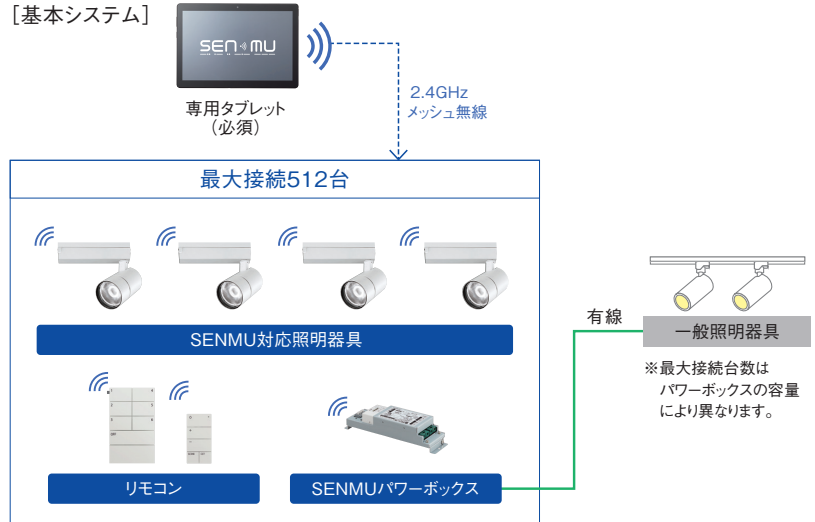 [基本システム]
SEN MU
専用タブレット
(必須)
2.4GHz
メッシュ無線
最大接続512台
SENMU対応照明器具
有線
一般照明器具
※最大接続台数は
パワーボックスの容量
により異なります。
リモコン
SENMUパワーボックス